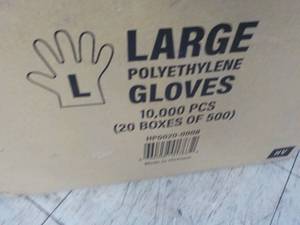 L
LARGE
POLYETHYLENE
GLOVES
10,000 PCS
(20 BOXES OF 500)